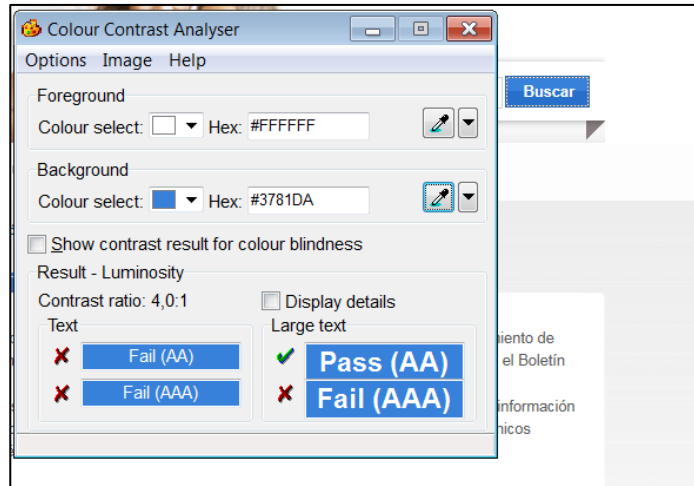 Colour Contrast Analyser
Options Image Help
Buscar
Foreground
Colour select: Hex: #FFFFFF
Background
Colour select: Hex: #3781DA
Show contrast result for colour blindness
Result - Luminosity
Contrast ratio: 4,0:1 Display details
Text
Large text
Fail (AA)
Pass (AA)
Fail (AAA)
Fail (AAA)
de
el Boletín
información